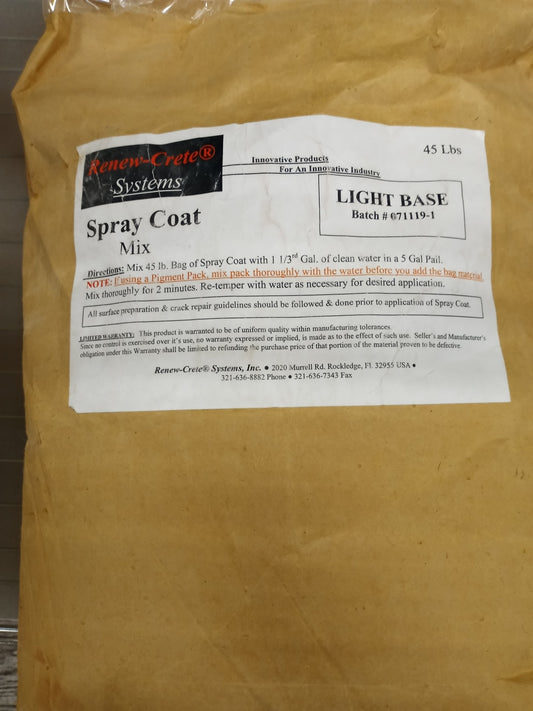 Renew-Crete®
Systems
Innovative Products
For An Innovative Industry
45 Lbs
Spray Coat
Mix
LIGHT BASE
Batch # 071119-1
Directions: Mix 45 lb. Bag of Spray Coat with 1 1/3rd Gal. of clean water in a 5 Gal Pail.
NOTE: If using a Pigment Pack, mix pack thoroughly with the water before you add the bag material.
Mix thoroughly for 2 minutes. Re-temper with water as necessary for desired application.
All surface preparation & crack repair guidelines should be followed & done prior to application of Spray Coat.
LIMITED WARRANTY: This product is warranted to be of uniform quality within manufacturing tolerances.
Since no control is exercised over it's use, no warranty expressed or implied, is made as to the effect of such use. Seller's and Manufacturer's
obligation under this Warranty shall be limited to refunding the purchase price of that portion of the material proven to be defective.
Renew-Crete® Systems, Inc. ● 2020 Murrell Rd. Rockledge, Fl. 32955 USA ●
321-636-8882 Phone ● 321-636-7343 Fax